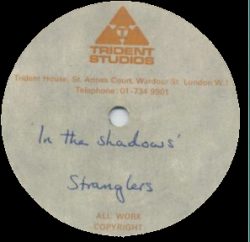 TRIDENT
STUDIOS
Trident House, St. Annes Court, Wardour St. London W.1
Telephone: 01-734 9901
'In the shadows'
Stranglers
ALL WORK
COPYRIGHT